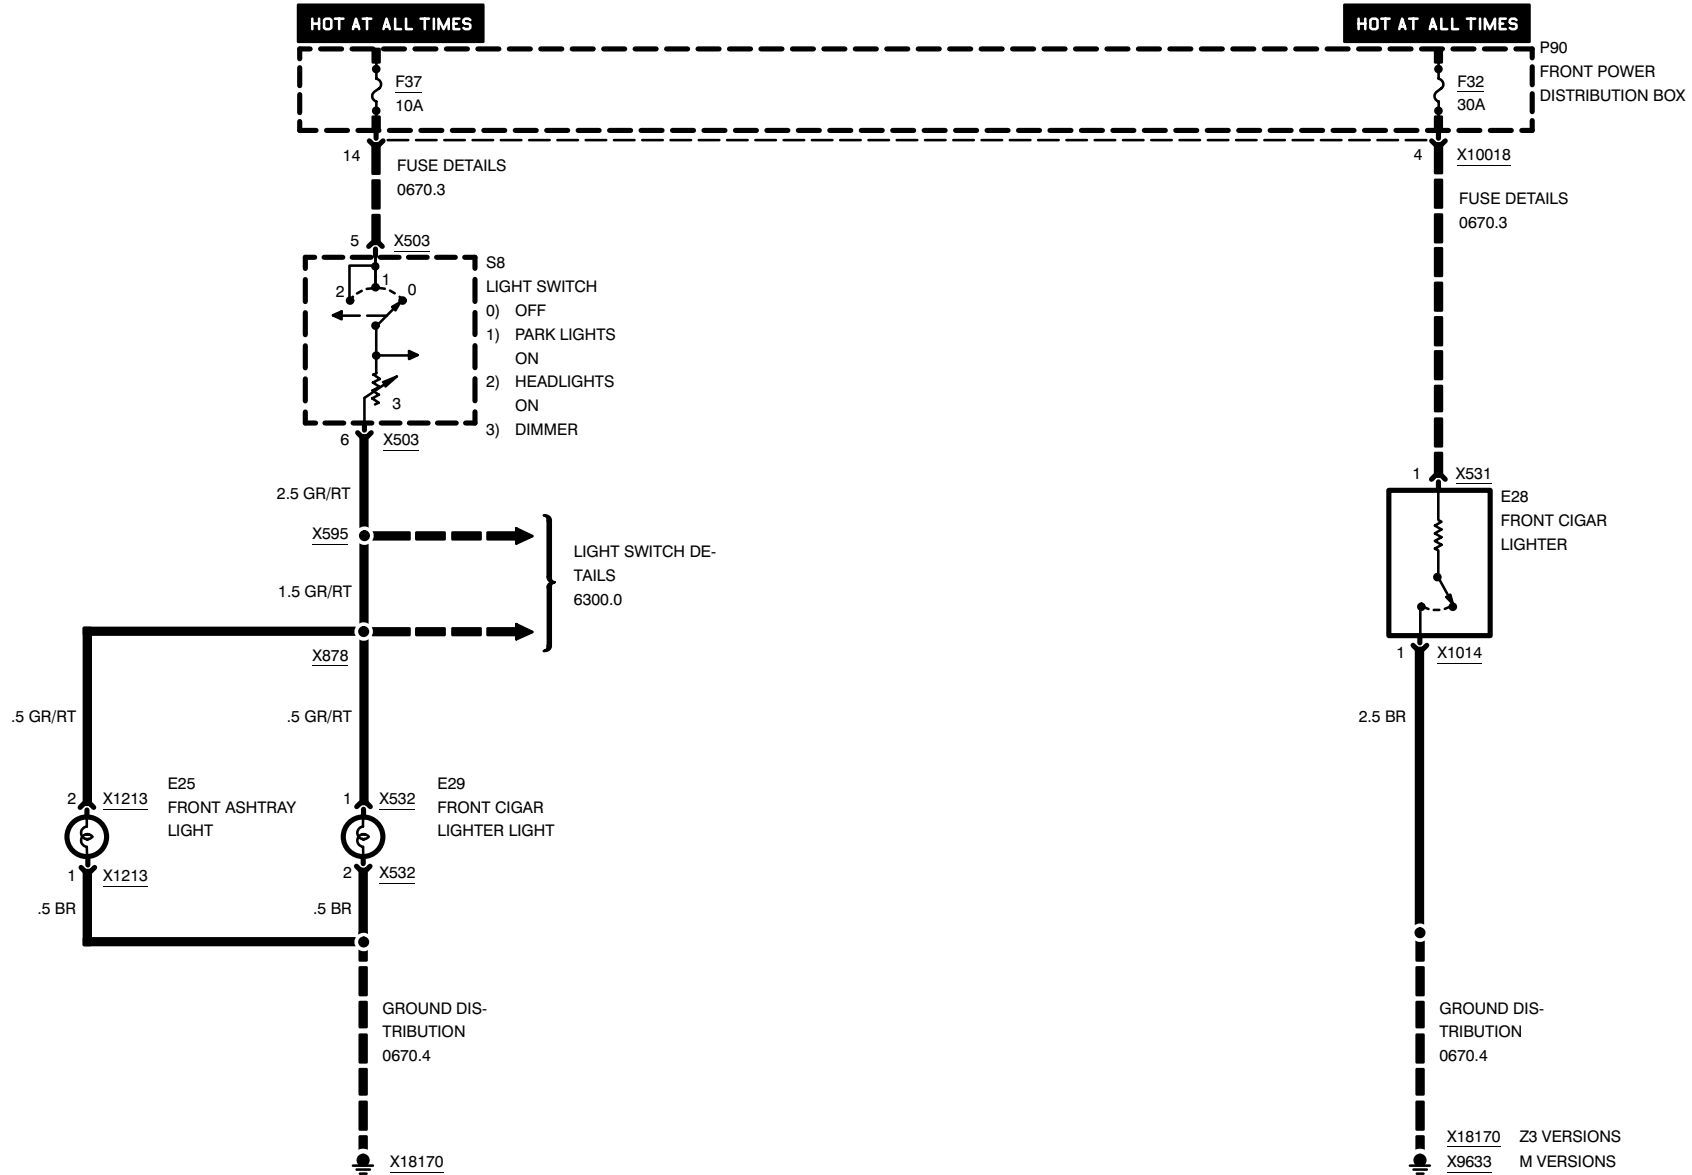 HOT AT ALL TIMES
HOT AT ALL TIMES
P90
FRONT POWER
DISTRIBUTION BOX
F37
10A
F32
30A
14
FUSE DETAILS
0670.3
4
X10018
FUSE DETAILS
0670.3
5
X503
S8
LIGHT SWITCH
0) OFF
1) PARK LIGHTS
ON
2) HEADLIGHTS
ON
3) DIMMER
2
1
0
3
6
X503
2.5 GR/RT
X595
LIGHT SWITCH DE-
TAILS
6300.0
1.5 GR/RT
X878
.5 GR/RT
.5 GR/RT
1
X531
E28
FRONT CIGAR
LIGHTER
1
X1014
2.5 BR
2
X1213
E25
FRONT ASHTRAY
LIGHT
1
X1213
.5 BR
1
X532
E29
FRONT CIGAR
LIGHTER LIGHT
2
X532
.5 BR
GROUND DIS-
TRIBUTION
0670.4
X18170
GROUND DIS-
TRIBUTION
0670.4
X18170 Z3 VERSIONS
X9633 M VERSIONS